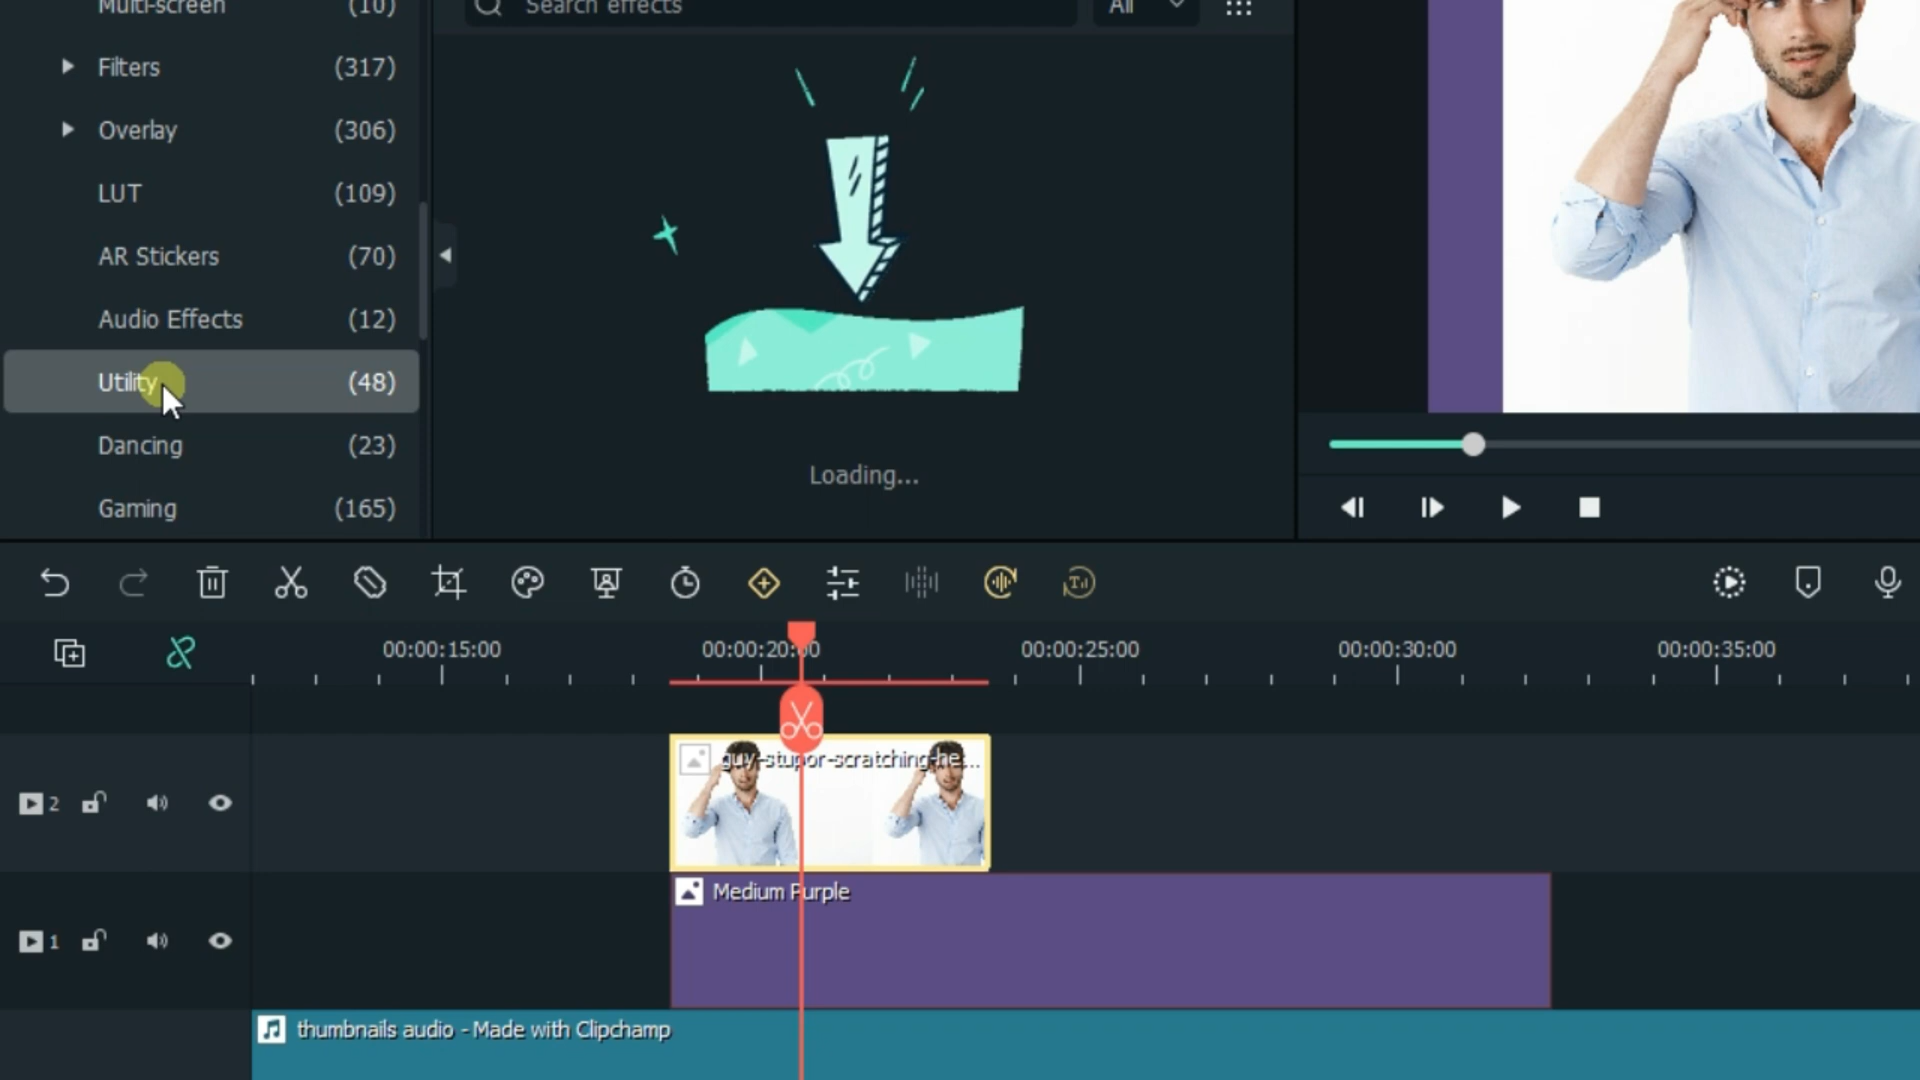 Multi-screen (10)
Search effects
All
Filters (317)
Overlay (306)
LUT (109)
AR Stickers (70)
Audio Effects (12)
Utility (48)
Dancing (23)
Gaming (165)
Loading...
00:00:15:00
00:00:20:00
00:00:25:00
00:00:30:00
00:00:35:00
guy-stupor-scratching-he...
2
Medium Purple
1
thumbnails audio - Made with Clipchamp